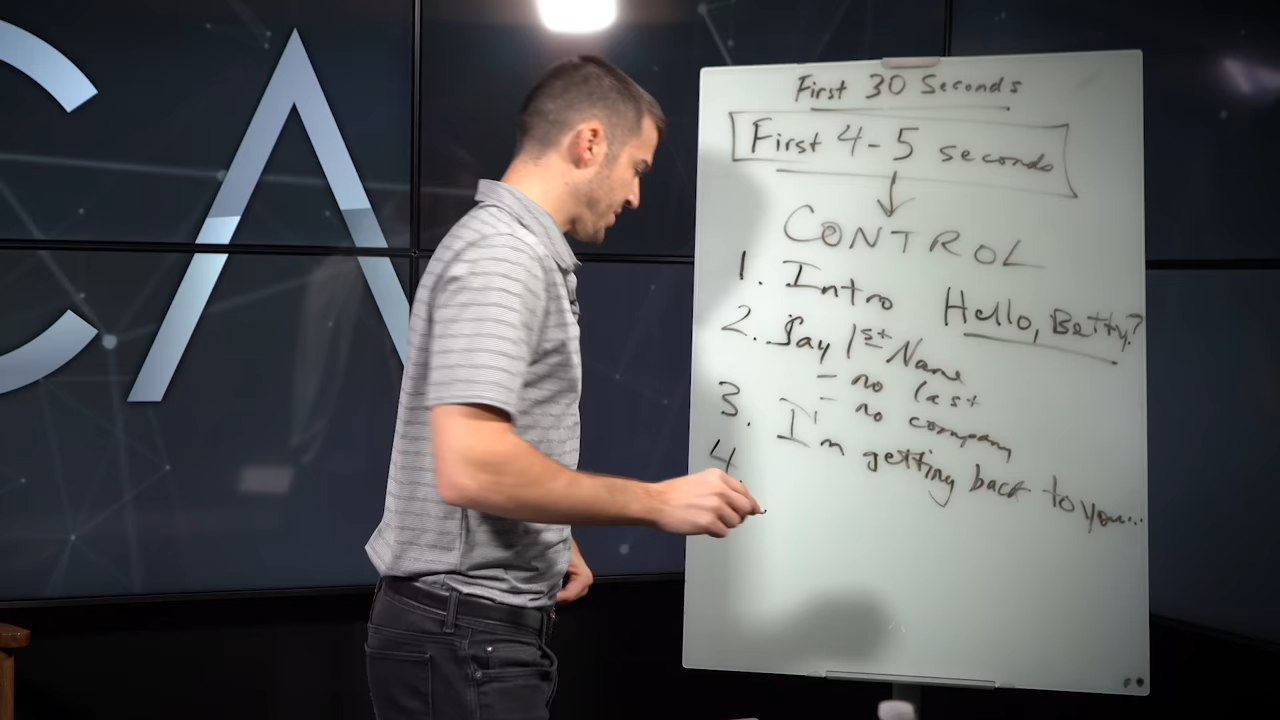 CA
First 30 Seconds
First 4-5 seconds
CONTROL
1. Intro Hello, Betty?
2. Say 1st Name
- no last
- no company
3. I'm getting back to you...
4